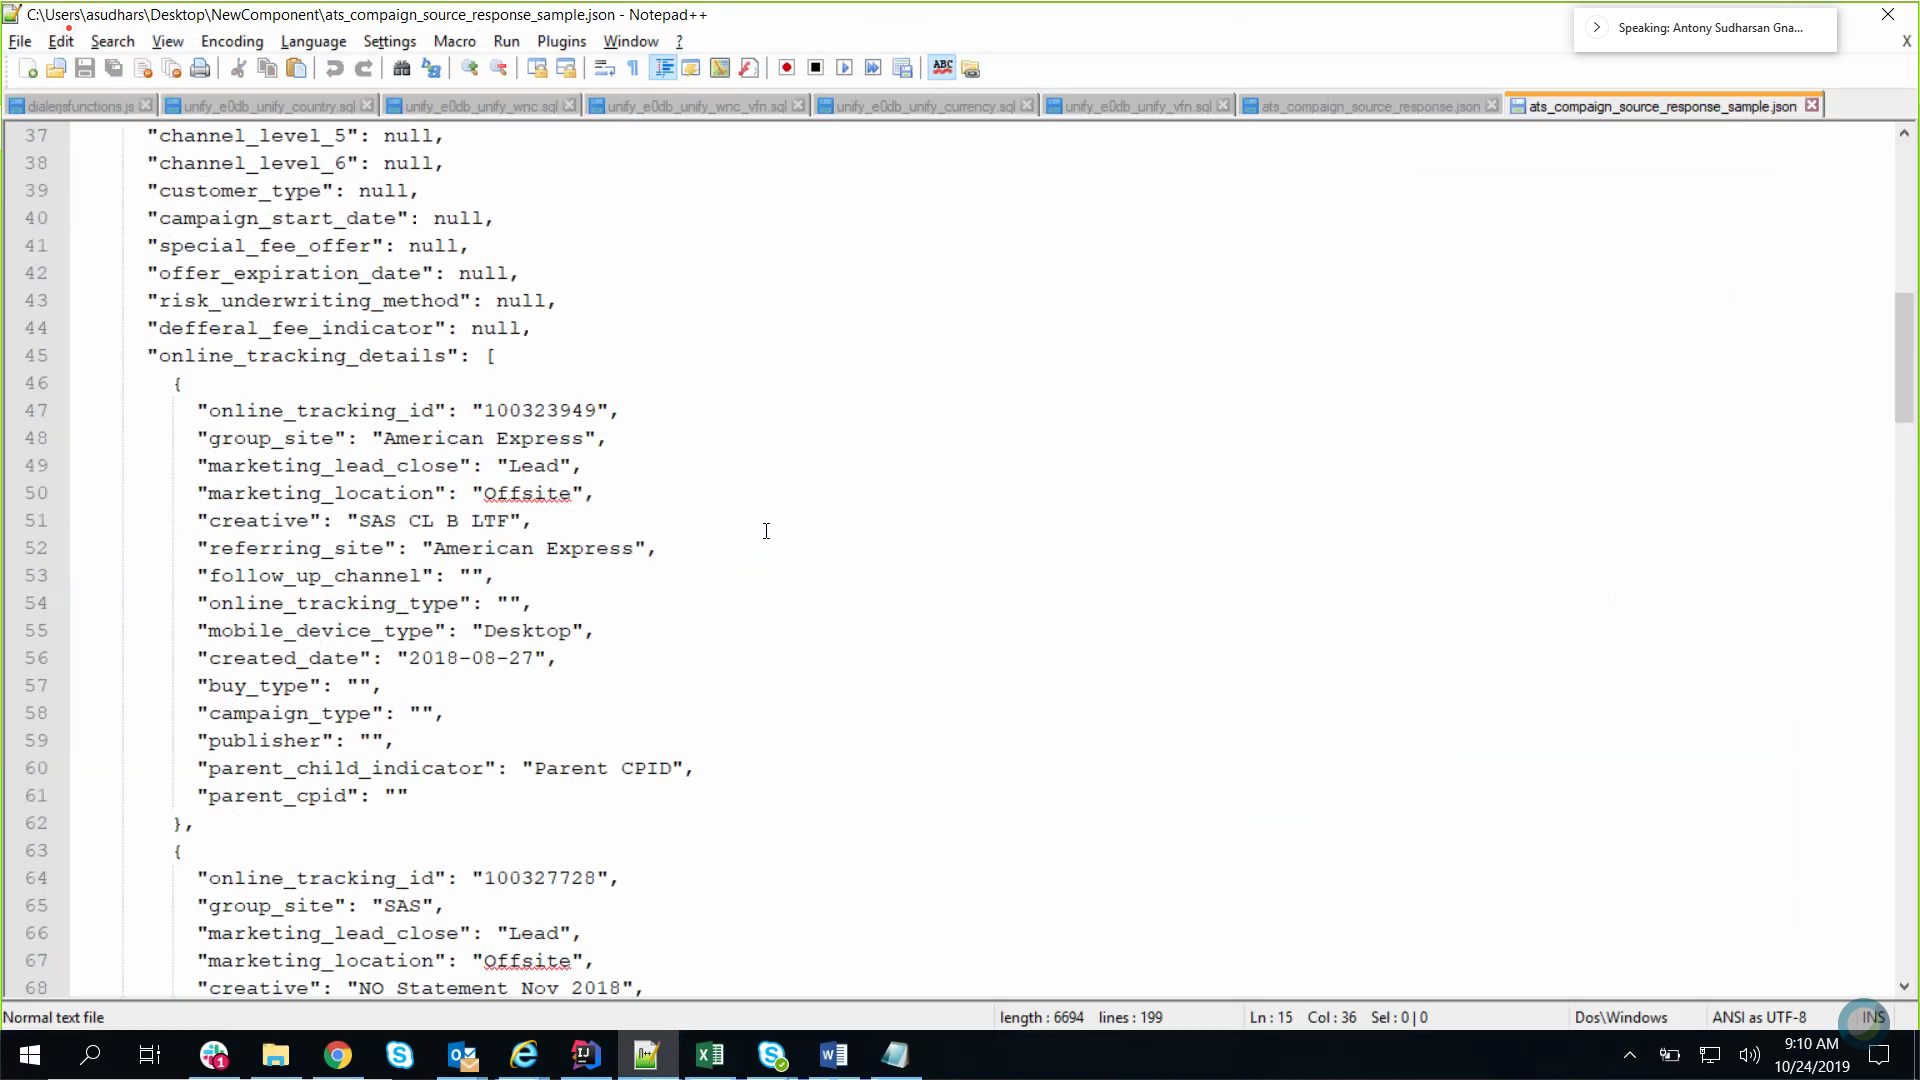 C:\Users\asudhars\Desktop\NewComponent\ats_compaign_source_response_sample.json - Notepad++
Speaking: Antony Sudharsan Gna...
File Edit Search View Encoding Language Settings Macro Run Plugins Window ? X
ABC
dialerjsfunctions.js unify_e0db_unify_country.sql unify_e0db_unify_wnc.sql unify_e0db_unify_wnc_vfn.sql unify_e0db_unify_currency.sql unify_e0db_unify_vfn.sql ats_compaign_source_response.json ats_compaign_source_response_sample.json
37 "channel_level_5": null,
38 "channel_level_6": null,
39 "customer_type": null,
40 "campaign_start_date": null,
41 "special_fee_offer": null,
42 "offer_expiration_date": null,
43 "risk_underwriting_method": null,
44 "defferal_fee_indicator": null,
45 "online_tracking_details": [
46 {
47 "online_tracking_id": "100323949",
48 "group_site": "American Express",
49 "marketing_lead_close": "Lead",
50 "marketing_location": "Offsite",
51 "creative": "SAS CL B LTF",
52 "referring_site": "American Express",
53 "follow_up_channel": "",
54 "online_tracking_type": "",
55 "mobile_device_type": "Desktop",
56 "created_date": "2018-08-27",
57 "buy_type": "",
58 "campaign_type": "",
59 "publisher": "",
60 "parent_child_indicator": "Parent CPID",
61 "parent_cpid": ""
62 },
63 {
64 "online_tracking_id": "100327728",
65 "group_site": "SAS",
66 "marketing_lead_close": "Lead",
67 "marketing_location": "Offsite",
68 "creative": "NO Statement Nov 2018",
Normal text file length : 6694 lines : 199 Ln : 15 Col : 36 Sel : 0 | 0 Dos\Windows ANSI as UTF-8 INS
9:10 AM
10/24/2019